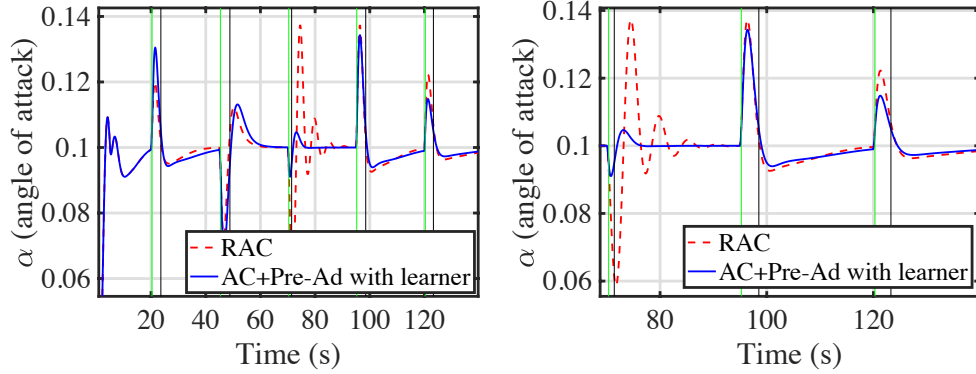 0.14
0.12
0.1
0.08
0.06
α (angle of attack)
RAC
AC+Pre-Ad with learner
20 40 60 80 100 120
Time (s)
0.14
0.12
0.1
0.08
0.06
α (angle of attack)
RAC
AC+Pre-Ad with learner
80 100 120
Time (s)